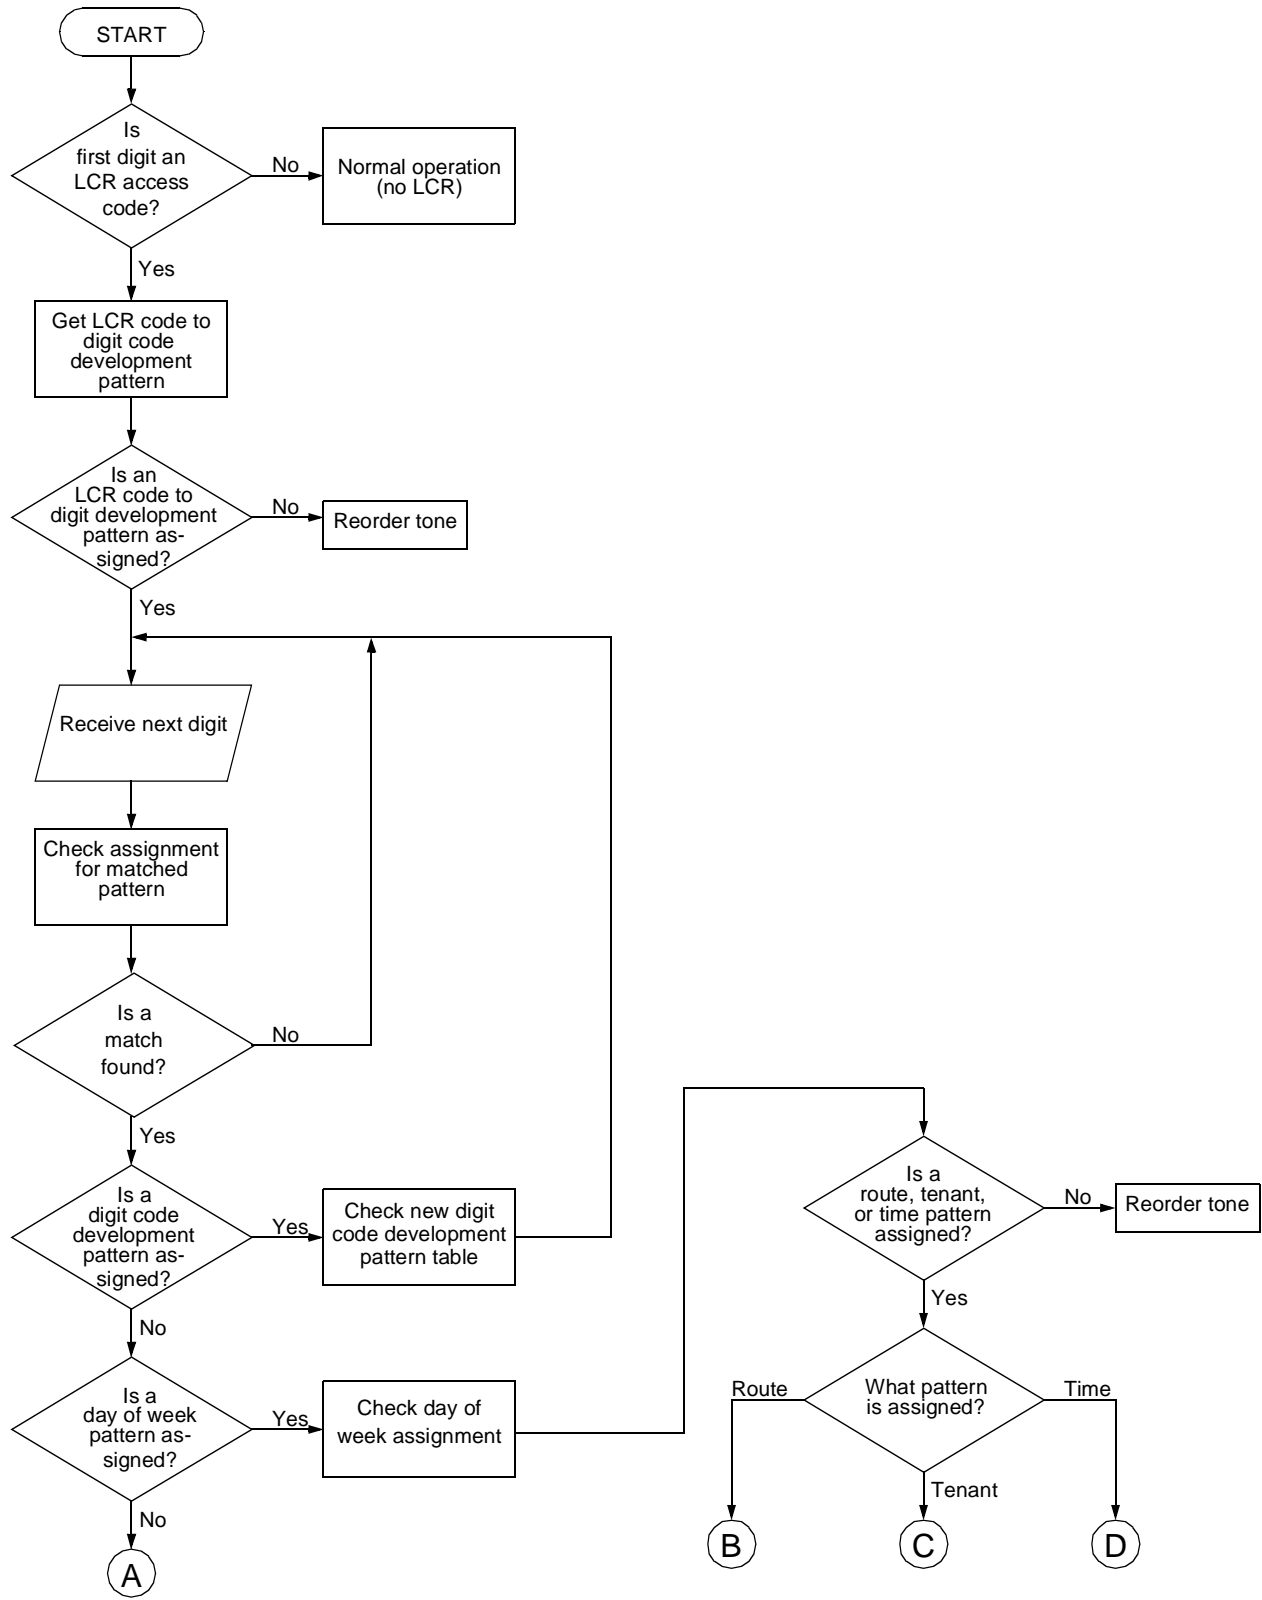 START
Is
first digit an
LCR access
code?
No
Normal operation
(no LCR)
Yes
Get LCR code to
digit code
development
pattern
Is an
LCR code to
digit development
pattern as-
signed?
No
Reorder tone
Yes
Receive next digit
Check assignment
for matched
pattern
Is a
match
found?
No
Yes
Is a
digit code
development
pattern as-
signed?
Yes
Check new digit
code development
pattern table
No
Is a
day of week
pattern as-
signed?
Yes
Check day of
week assignment
No
A
Is a
route, tenant,
or time pattern
assigned?
No
Reorder tone
Yes
What pattern
is assigned?
Route
Time
Tenant
B
C
D